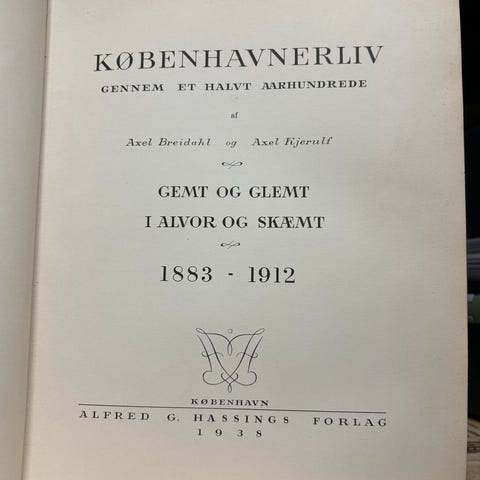 KØBENHAVNERLIV
GENNEM ET HALVT AARHUNDREDE
af
Axel Breidahl og Axel Kjerulf
GEMT OG GLEMT
I ALVOR OG SKÆMT
1883 - 1912
KØBENHAVN
ALFRED G. HASSINGS FORLAG
1938